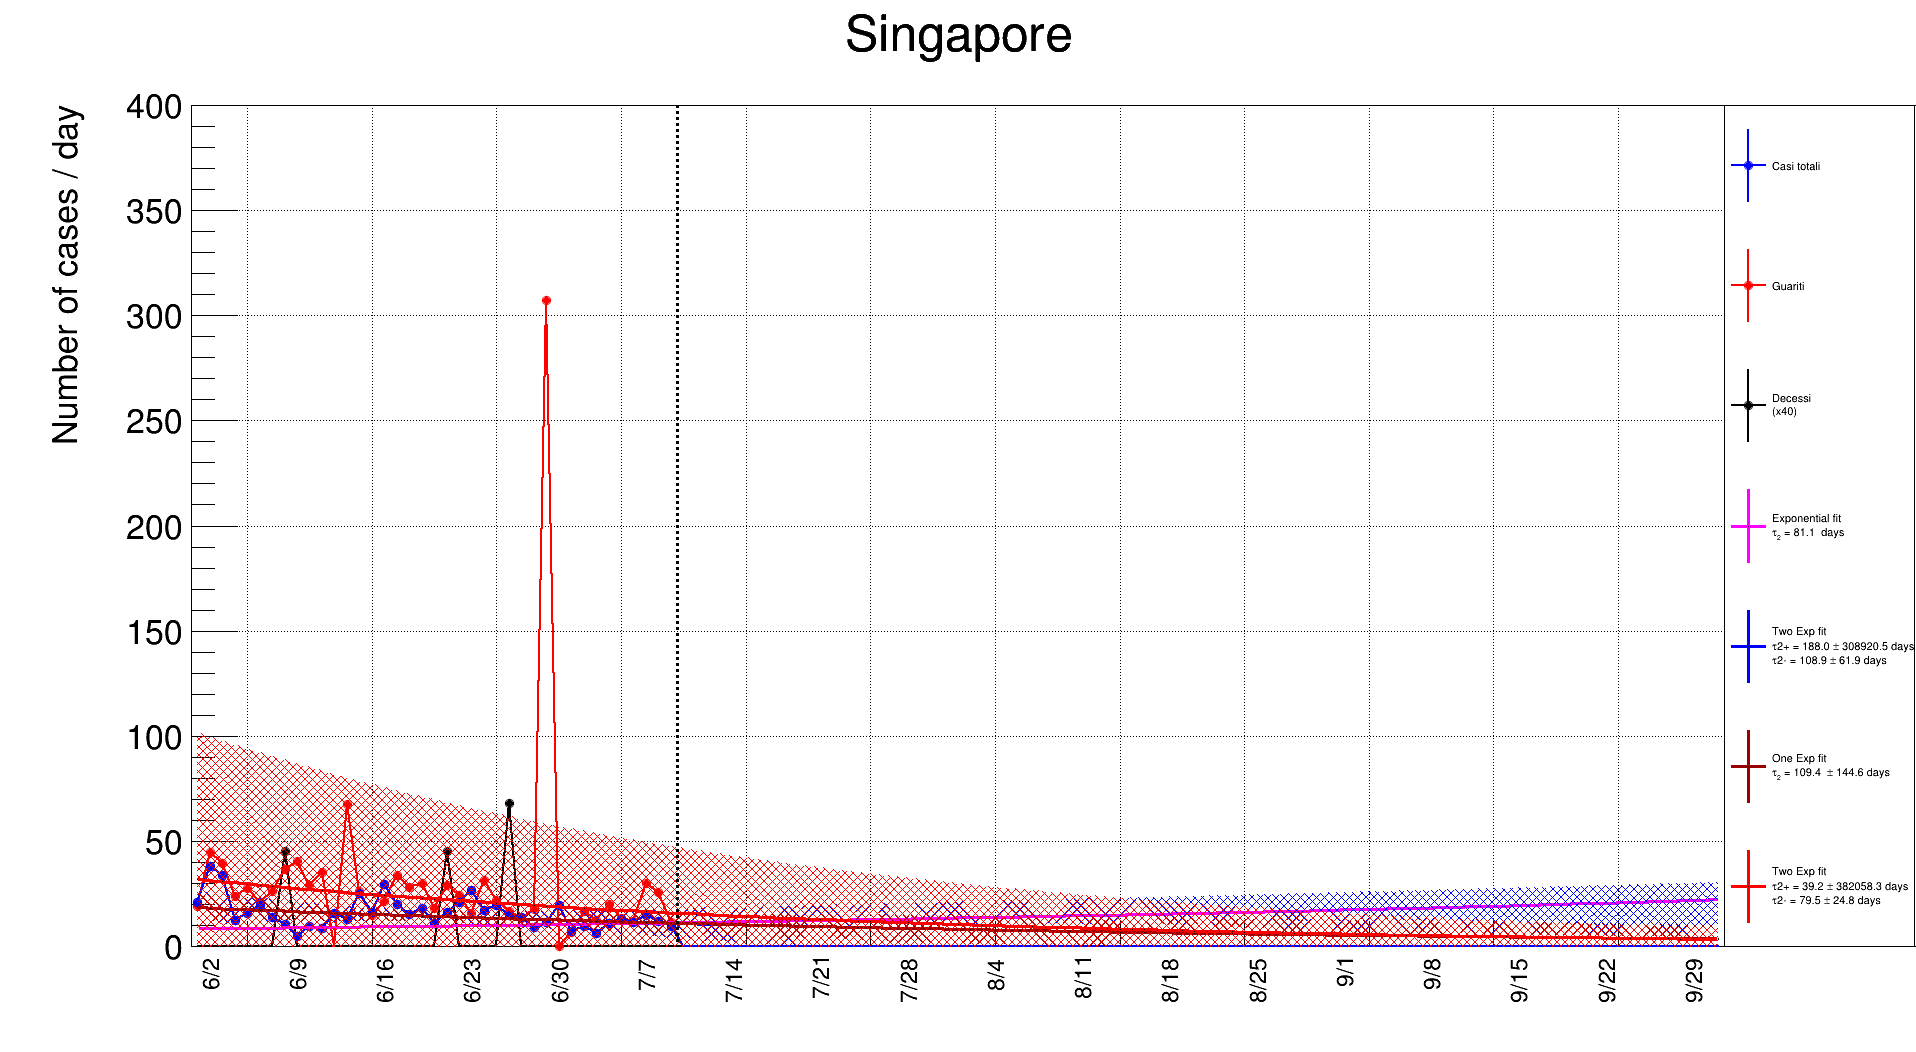 Singapore
Number of cases / day
400
350
300
250
200
150
100
50
0
6/2
6/9
6/16
6/23
6/30
7/7
7/14
7/21
7/28
8/4
8/11
8/18
8/25
9/1
9/8
9/15
9/22
9/29
Casi totali
Guariti
Decessi
(x40)
Exponential fit
τ2 = 81.1 days
Two Exp fit
τ2+ = 188.0 ± 308920.5 days
τ2- = 108.9 ± 61.9 days
One Exp fit
τ2 = 109.4 ± 144.6 days
Two Exp fit
τ2+ = 39.2 ± 382058.3 days
τ2- = 79.5 ± 24.8 days